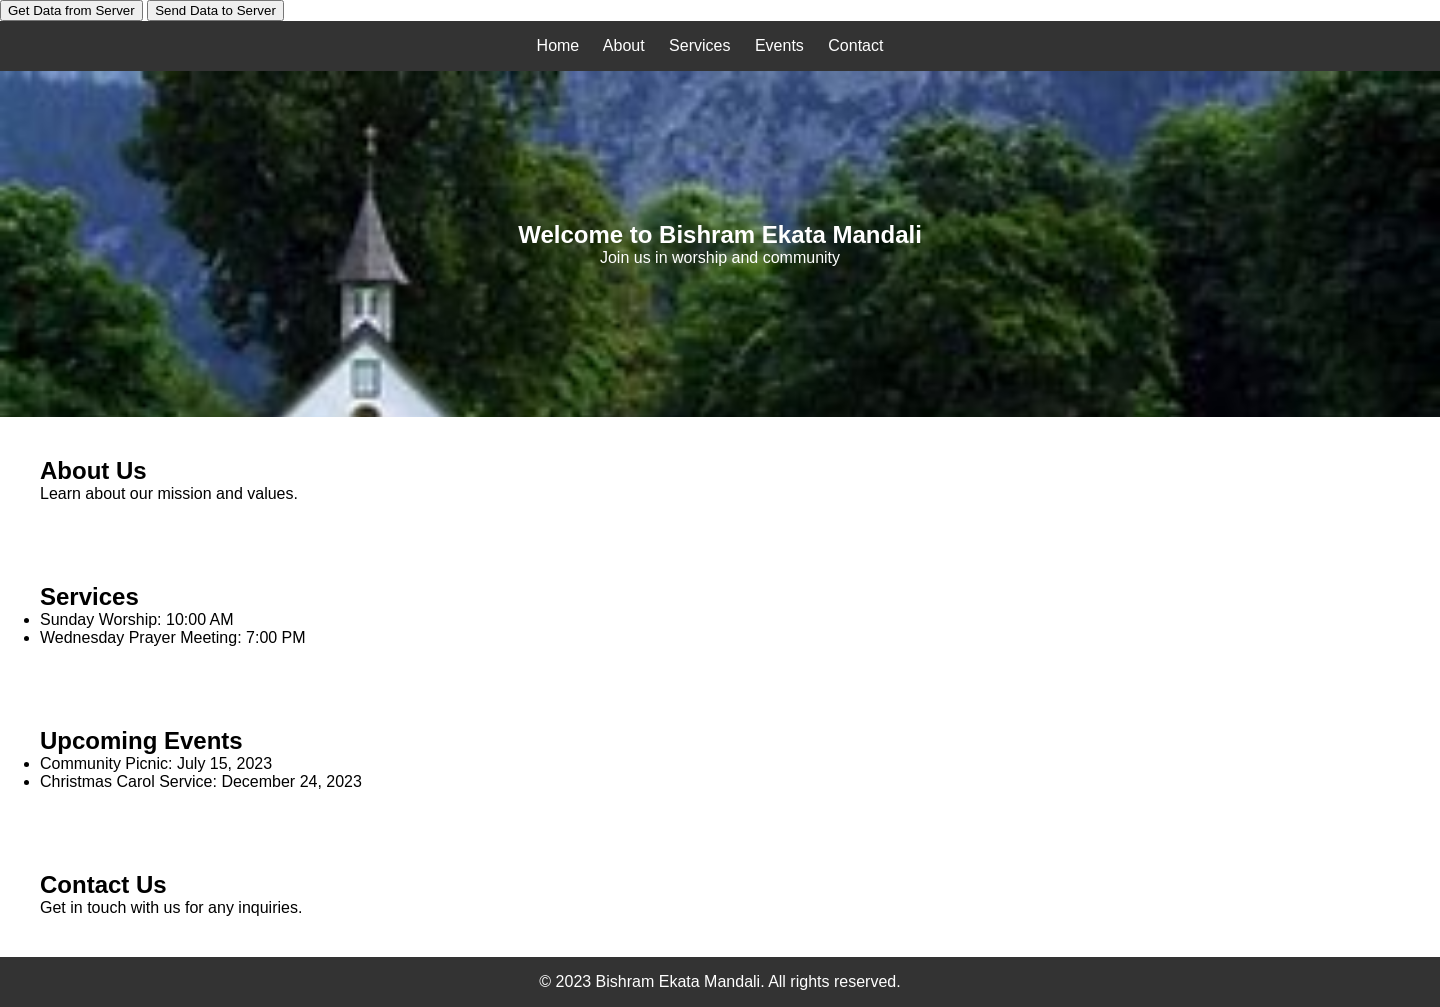 Get Data from Server Send Data to Server
Home About Services Events Contact
Welcome to Bishram Ekata Mandali
Join us in worship and community
About Us
Learn about our mission and values.
Services
Sunday Worship: 10:00 AM
Wednesday Prayer Meeting: 7:00 PM
Upcoming Events
Community Picnic: July 15, 2023
Christmas Carol Service: December 24, 2023
Contact Us
Get in touch with us for any inquiries.
© 2023 Bishram Ekata Mandali. All rights reserved.